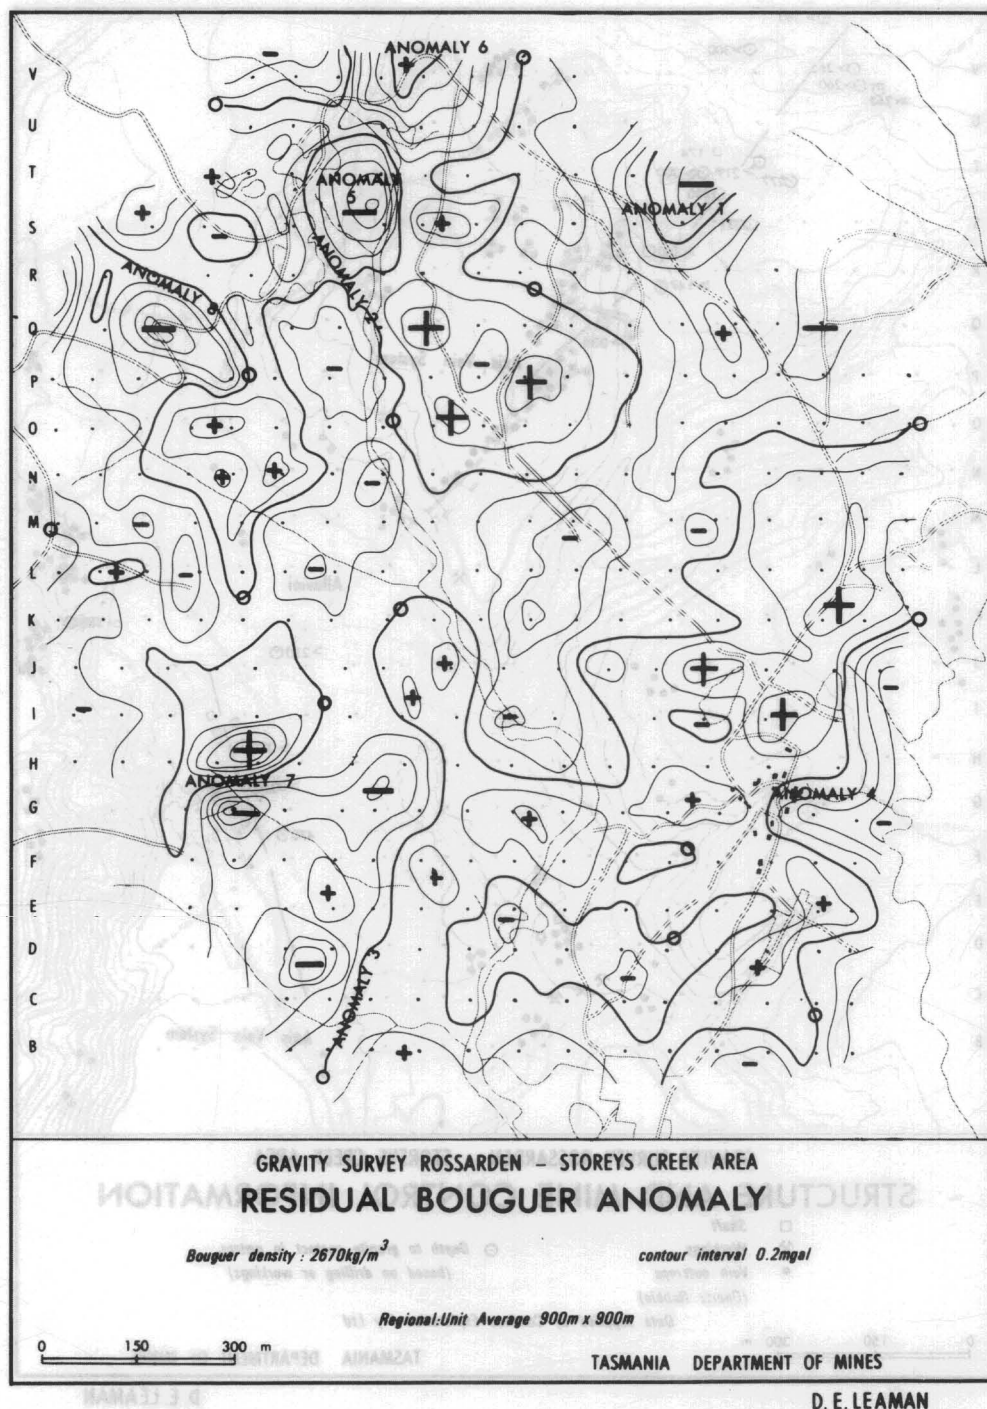 ANOMALY 6
V
U
T
ANOMALY
5
ANOMALY 1
S
ANOMALY 2
R
ANOMALY 8
Q
P
O
N
M
L
K
J
I
H
ANOMALY 7
ANOMALY 4
G
F
E
D
ANOMALY 3
C
B
GRAVITY SURVEY ROSSARDEN – STOREYS CREEK AREA
RESIDUAL BOUGUER ANOMALY
Bouguer density : 2670kg/m³
contour interval 0.2mgal
Regional:Unit Average 900m x 900m
0 150 300 m
TASMANIA DEPARTMENT OF MINES
D. E. LEAMAN